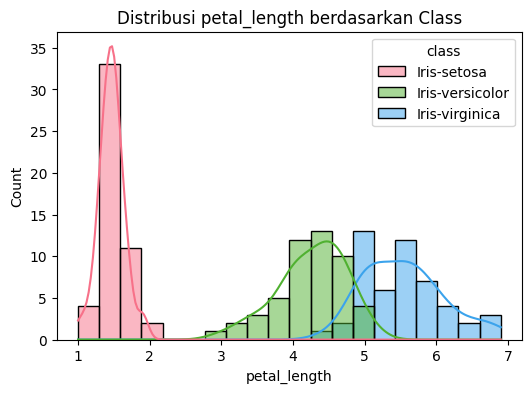 Distribusi petal_length berdasarkan Class
class
Iris-setosa
Iris-versicolor
Iris-virginica
Count
35
30
25
20
15
10
5
0
1 2 3 4 5 6 7
petal_length